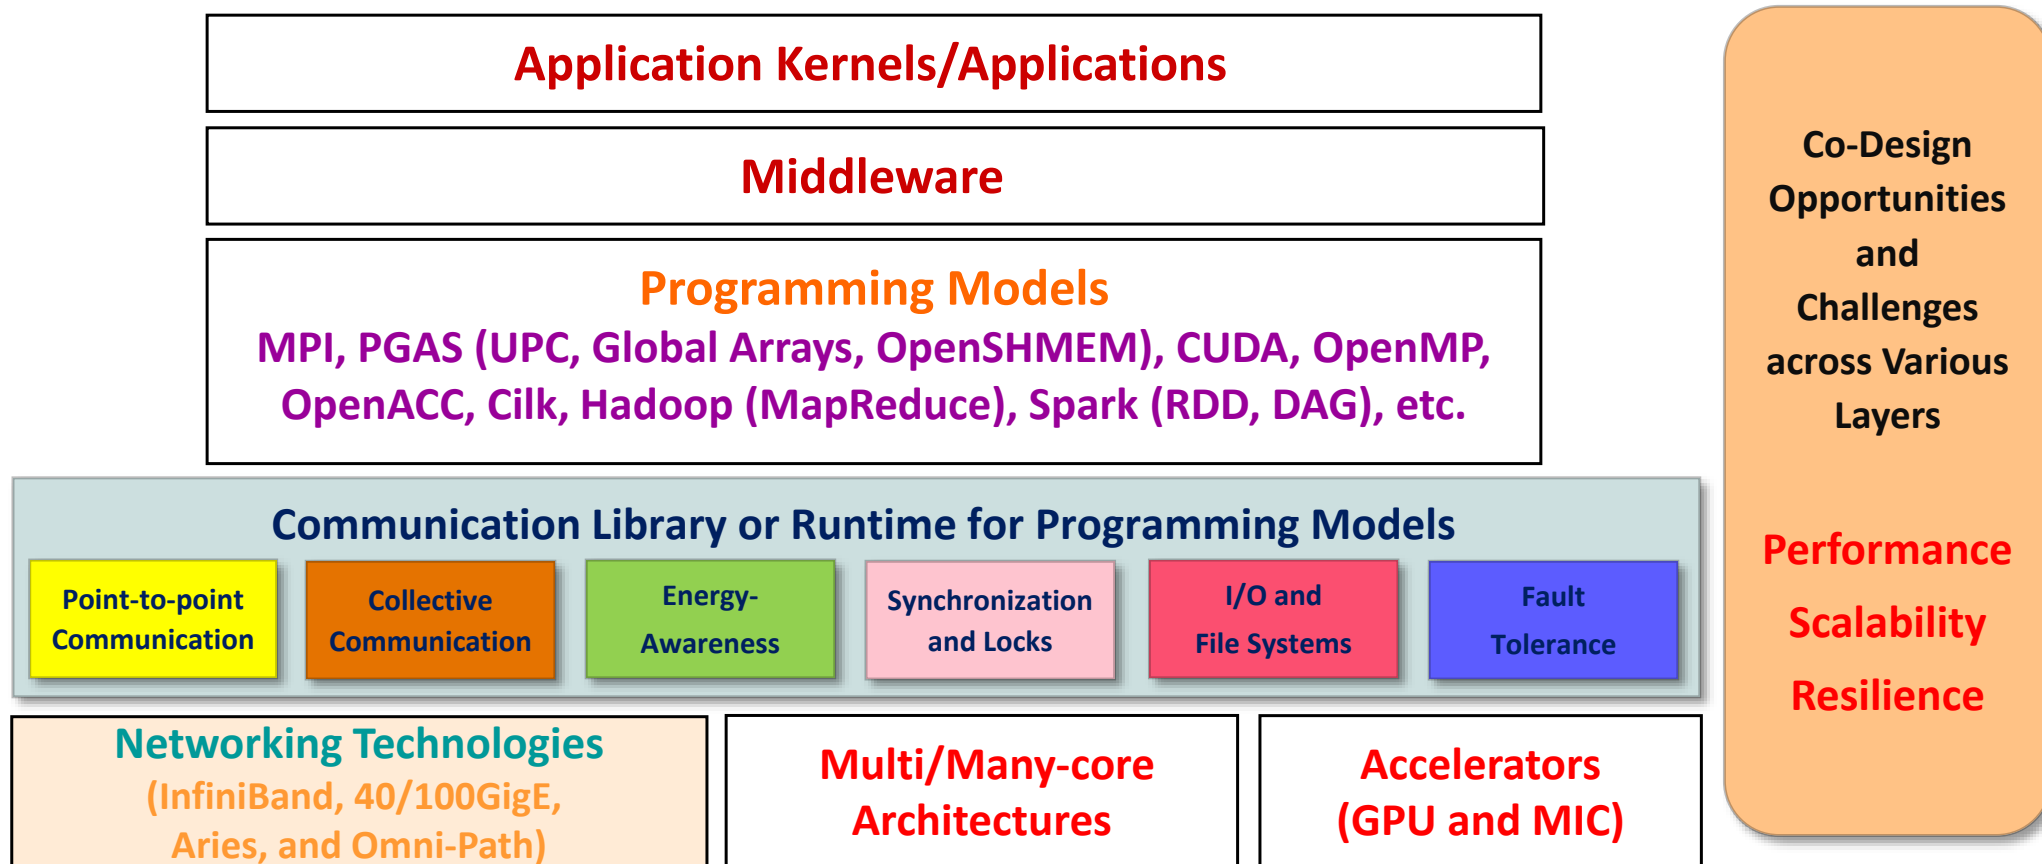 Application Kernels/Applications
Middleware
Programming Models
MPI, PGAS (UPC, Global Arrays, OpenSHMEM), CUDA, OpenMP,
OpenACC, Cilk, Hadoop (MapReduce), Spark (RDD, DAG), etc.
Communication Library or Runtime for Programming Models
Point-to-point
Communication
Collective
Communication
Energy-
Awareness
Synchronization
and Locks
I/O and
File Systems
Fault
Tolerance
Networking Technologies
(InfiniBand, 40/100GigE,
Aries, and Omni-Path)
Multi/Many-core
Architectures
Accelerators
(GPU and MIC)
Co-Design
Opportunities
and
Challenges
across Various
Layers
Performance
Scalability
Resilience